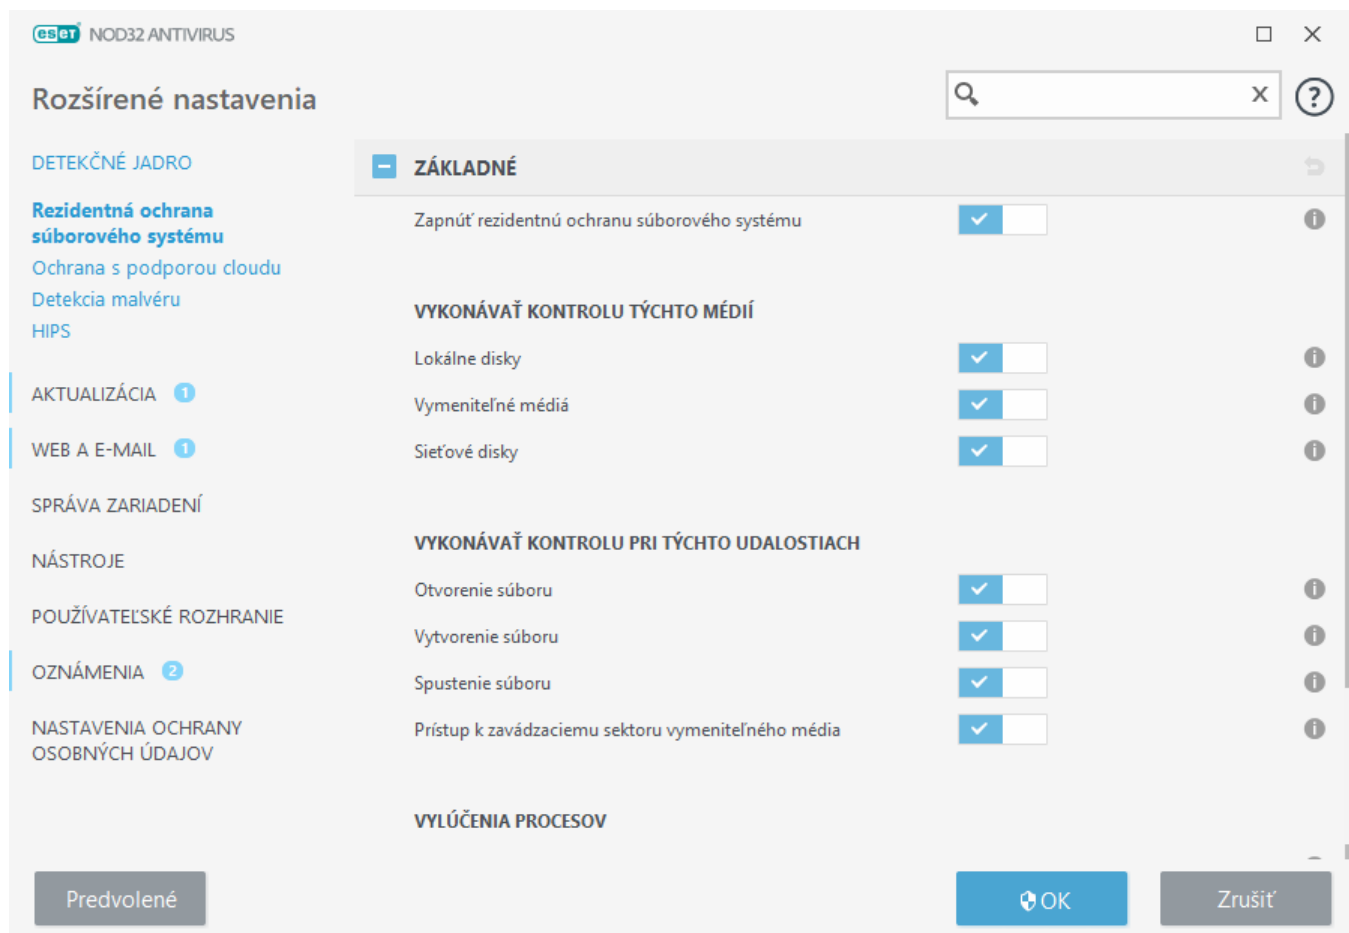 eseT NOD32 ANTIVIRUS
Rozšírené nastavenia
X
?
DETEKČNÉ JADRO
Rezidentná ochrana
súborového systému
Ochrana s podporou cloudu
Detekcia malvéru
HIPS
AKTUALIZÁCIA 1
WEB A E-MAIL 1
SPRÁVA ZARIADENÍ
NÁSTROJE
POUŽÍVATEĽSKÉ ROZHRANIE
OZNÁMENIA 2
NASTAVENIA OCHRANY
OSOBNÝCH ÚDAJOV
ZÁKLADNÉ
Zapnúť rezidentnú ochranu súborového systému
VYKONÁVAŤ KONTROLU TÝCHTO MÉDIÍ
Lokálne disky
Vymeniteľné médiá
Sieťové disky
VYKONÁVAŤ KONTROLU PRI TÝCHTO UDALOSTIACH
Otvorenie súboru
Vytvorenie súboru
Spustenie súboru
Prístup k zavádzaciemu sektoru vymeniteľného média
VYLÚČENIA PROCESOV
Predvolené
OK
Zrušiť